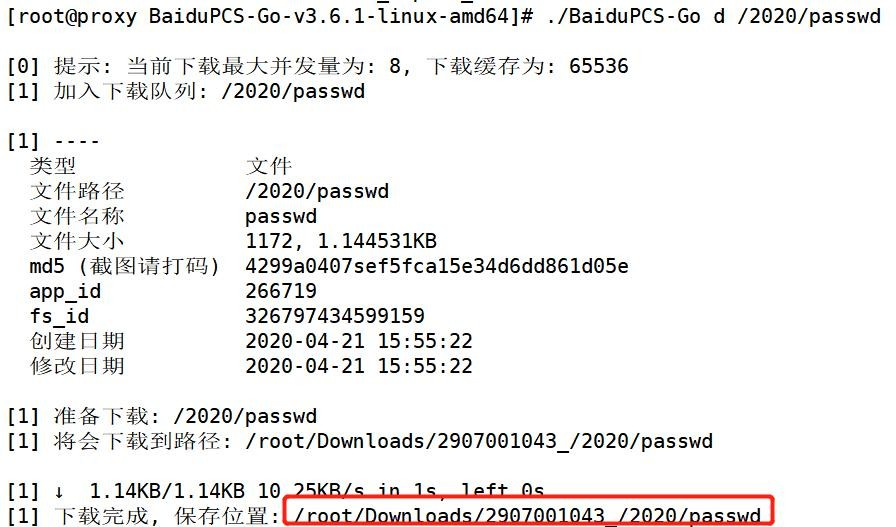 [root@proxy BaiduPCS-Go-v3.6.1-linux-amd64]# ./BaiduPCS-Go d /2020/passwd
[0] 提示: 当前下载最大并发量为: 8, 下载缓存为: 65536
[1] 加入下载队列: /2020/passwd
[1] ----
类型 文件
文件路径 /2020/passwd
文件名称 passwd
文件大小 1172, 1.144531KB
md5 (截图请打码) 4299a0407sef5fca15e34d6dd861d05e
app_id 266719
fs_id 326797434599159
创建日期 2020-04-21 15:55:22
修改日期 2020-04-21 15:55:22
[1] 准备下载: /2020/passwd
[1] 将会下载到路径: /root/Downloads/2907001043_/2020/passwd
[1] ↓ 1.14KB/1.14KB 10.25KB/s in 1s, left 0s
[1] 下载完成, 保存位置: /root/Downloads/2907001043_/2020/passwd